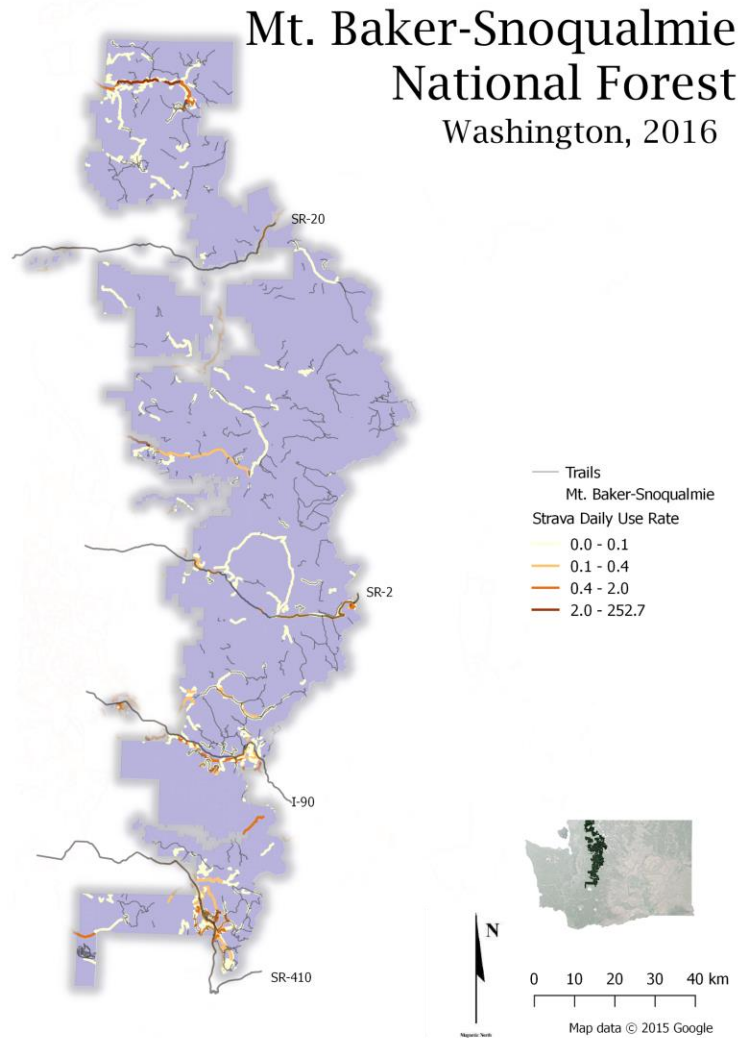 Mt. Baker-Snoqualmie
National Forest
Washington, 2016
SR-20
Trails
Mt. Baker-Snoqualmie
Strava Daily Use Rate
0.0 - 0.1
0.1 - 0.4
0.4 - 2.0
2.0 - 252.7
SR-2
I-90
SR-410
N
Magnetic North
0 10 20 30 40 km
Map data © 2015 Google